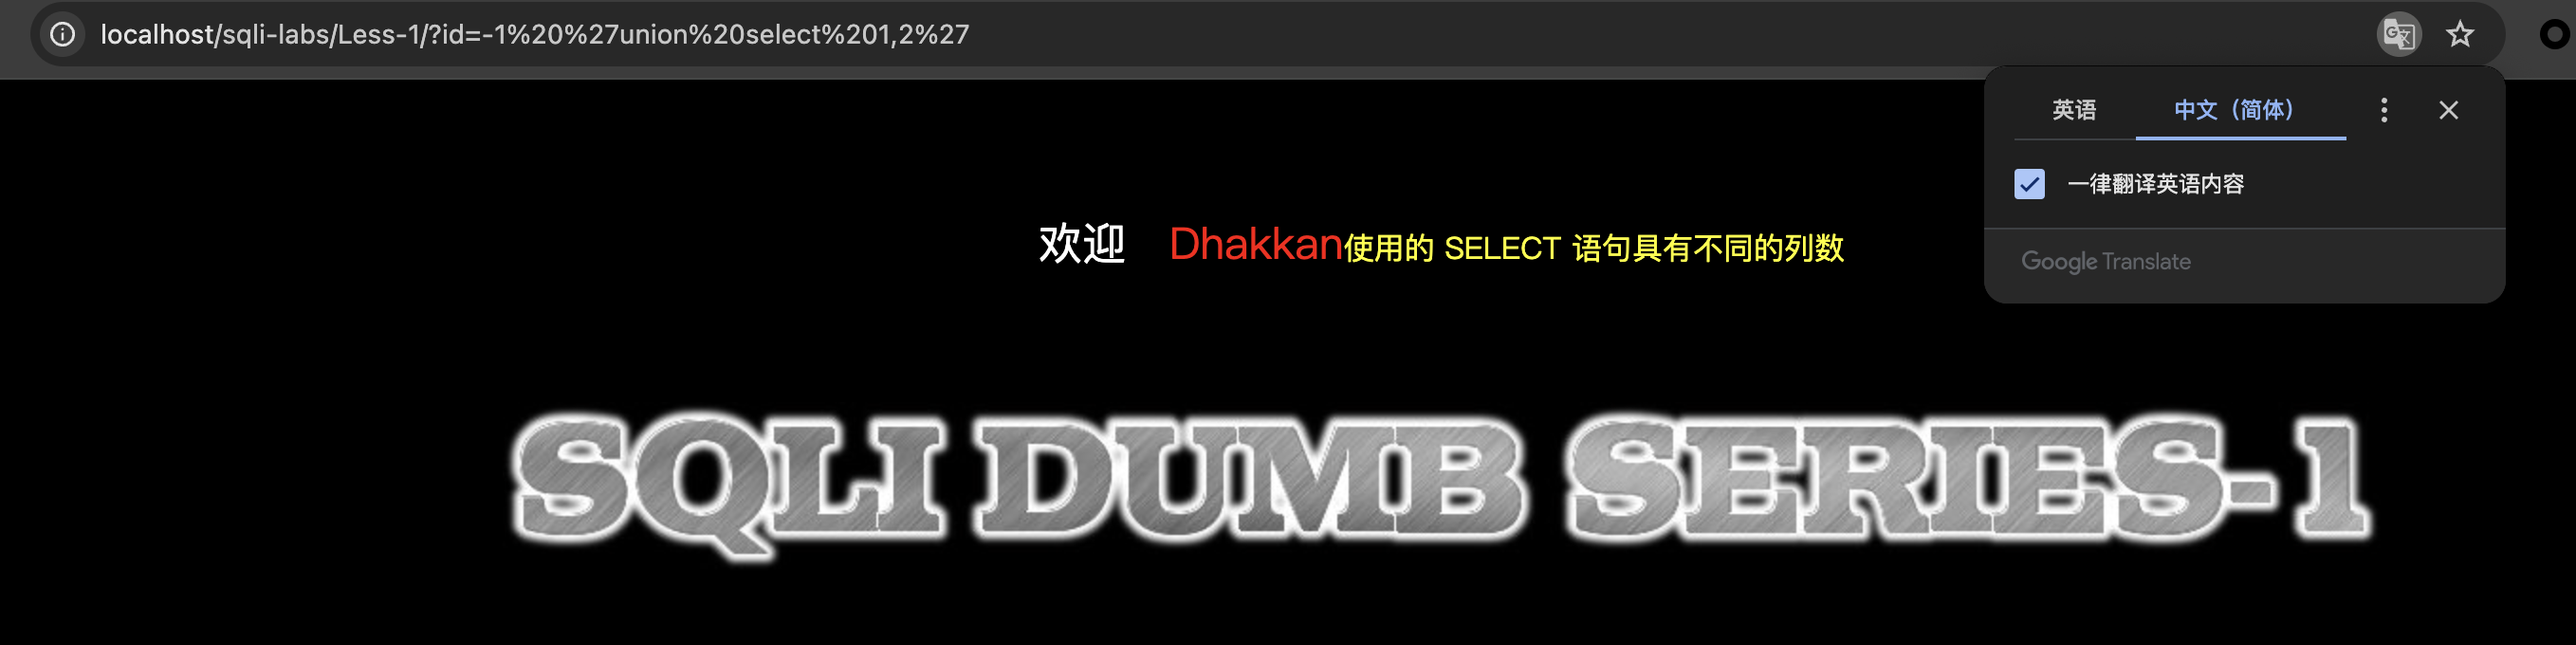 localhost/sqli-labs/Less-1/?id=-1%20%27union%20select%201,2%27
英语 中文（简体）
一律翻译英语内容
Google Translate
欢迎 Dhakkan使用的 SELECT 语句具有不同的列数
SQLI DUMB SERIES-1